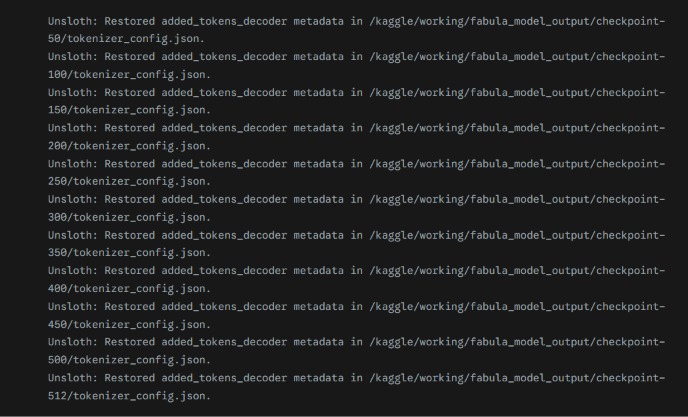 Unsloth: Restored added_tokens_decoder metadata in /kaggle/working/fabula_model_output/checkpoint-
50/tokenizer_config.json.
Unsloth: Restored added_tokens_decoder metadata in /kaggle/working/fabula_model_output/checkpoint-
100/tokenizer_config.json.
Unsloth: Restored added_tokens_decoder metadata in /kaggle/working/fabula_model_output/checkpoint-
150/tokenizer_config.json.
Unsloth: Restored added_tokens_decoder metadata in /kaggle/working/fabula_model_output/checkpoint-
200/tokenizer_config.json.
Unsloth: Restored added_tokens_decoder metadata in /kaggle/working/fabula_model_output/checkpoint-
250/tokenizer_config.json.
Unsloth: Restored added_tokens_decoder metadata in /kaggle/working/fabula_model_output/checkpoint-
300/tokenizer_config.json.
Unsloth: Restored added_tokens_decoder metadata in /kaggle/working/fabula_model_output/checkpoint-
350/tokenizer_config.json.
Unsloth: Restored added_tokens_decoder metadata in /kaggle/working/fabula_model_output/checkpoint-
400/tokenizer_config.json.
Unsloth: Restored added_tokens_decoder metadata in /kaggle/working/fabula_model_output/checkpoint-
450/tokenizer_config.json.
Unsloth: Restored added_tokens_decoder metadata in /kaggle/working/fabula_model_output/checkpoint-
500/tokenizer_config.json.
Unsloth: Restored added_tokens_decoder metadata in /kaggle/working/fabula_model_output/checkpoint-
512/tokenizer_config.json.